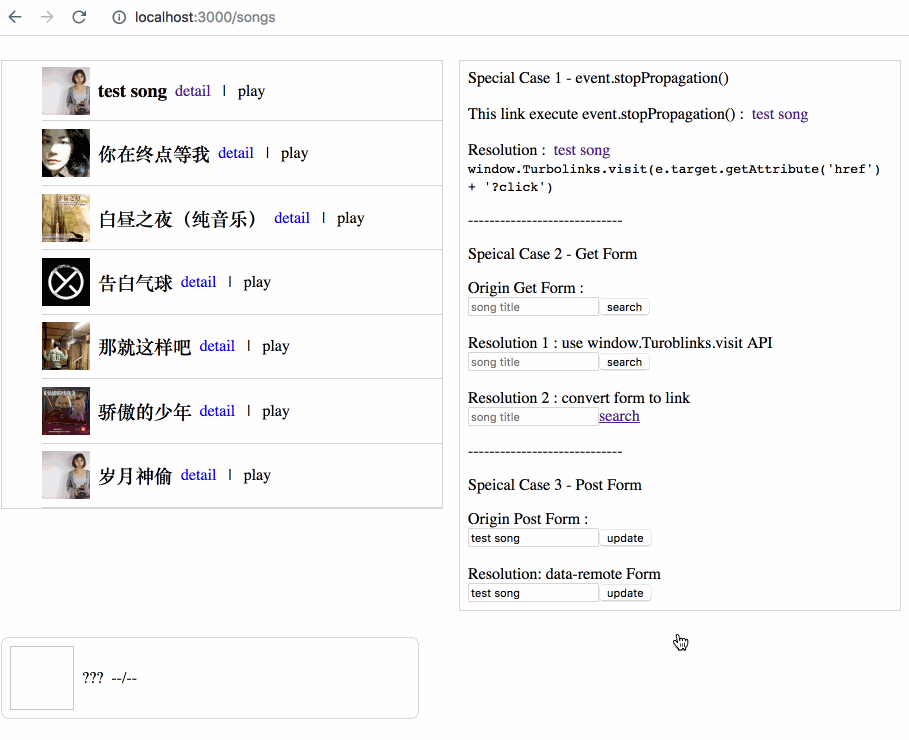 localhost:3000/songs
test song detail | play
你在终点等我 detail | play
白昼之夜（纯音乐） detail | play
告白气球 detail | play
那就这样吧 detail | play
骄傲的少年 detail | play
岁月神偷 detail | play
??? --/--
Special Case 1 - event.stopPropagation()
This link execute event.stopPropagation() : test song
Resolution : test song
window.Turbolinks.visit(e.target.getAttribute('href')
+ '?click')
-----------------------------
Speical Case 2 - Get Form
Origin Get Form :
song title search
Resolution 1 : use window.Turoblinks.visit API
song title search
Resolution 2 : convert form to link
song title search
-----------------------------
Speical Case 3 - Post Form
Origin Post Form :
test song update
Resolution: data-remote Form
test song update